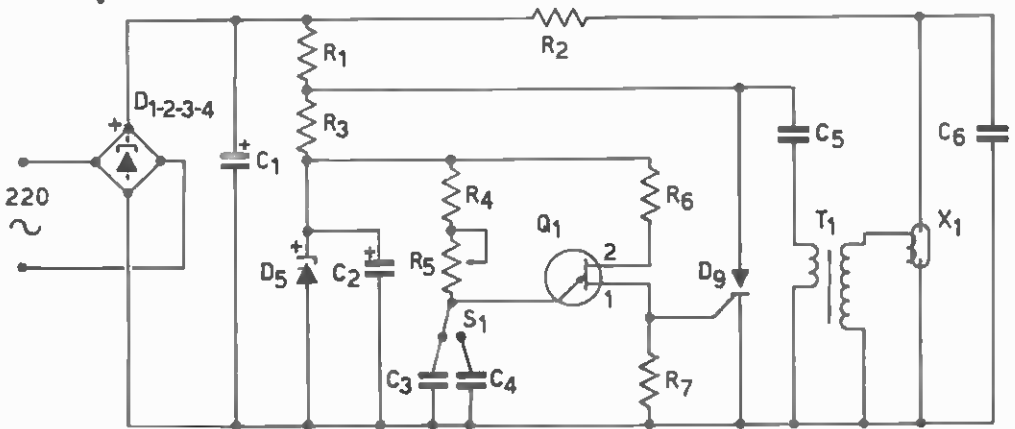 R2
R1
D1-2-3-4
+
+
C1
R3
C5
C6
220
R4
R6
Q1
2
T1
X1
+
+
D5
C2
R5
1
D9
S1
C3
C4
R7